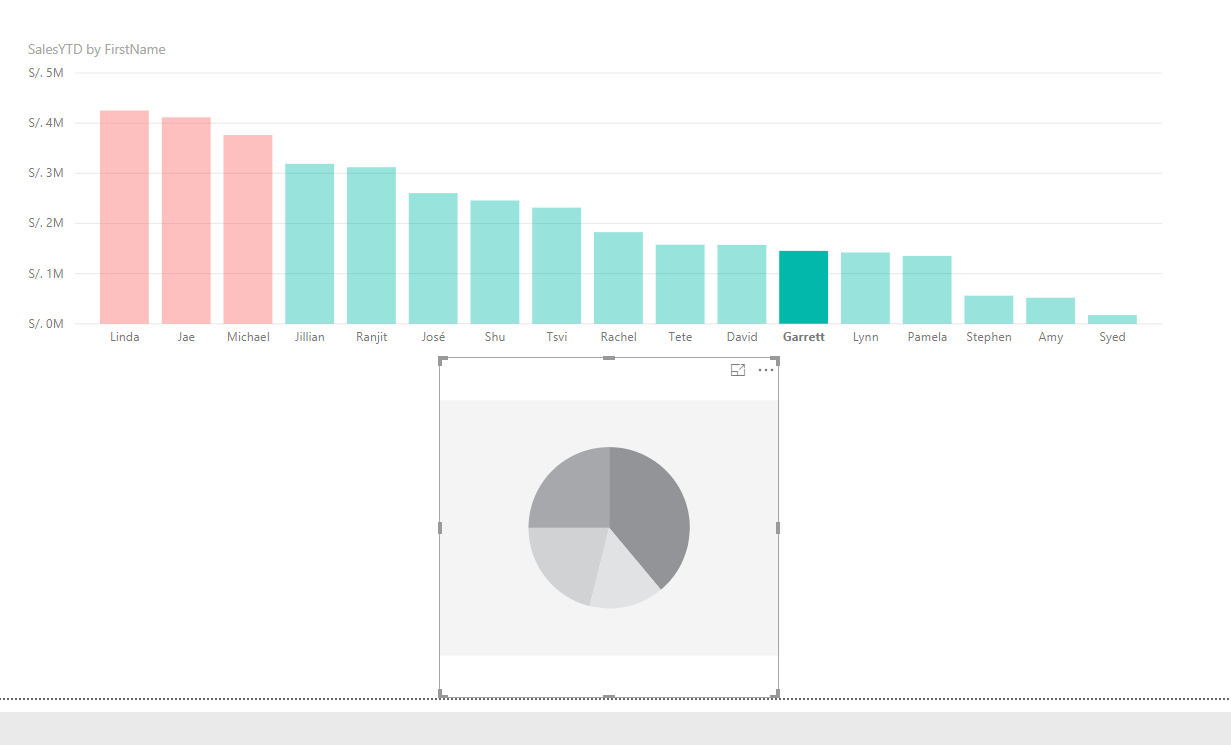 SalesYTD by FirstName
S/. 5M
S/. 4M
S/. 3M
S/. 2M
S/. 1M
S/. 0M
Linda Jae Michael Jillian Ranjit José Shu Tsvi Rachel Tete David Garrett Lynn Pamela Stephen Amy Syed